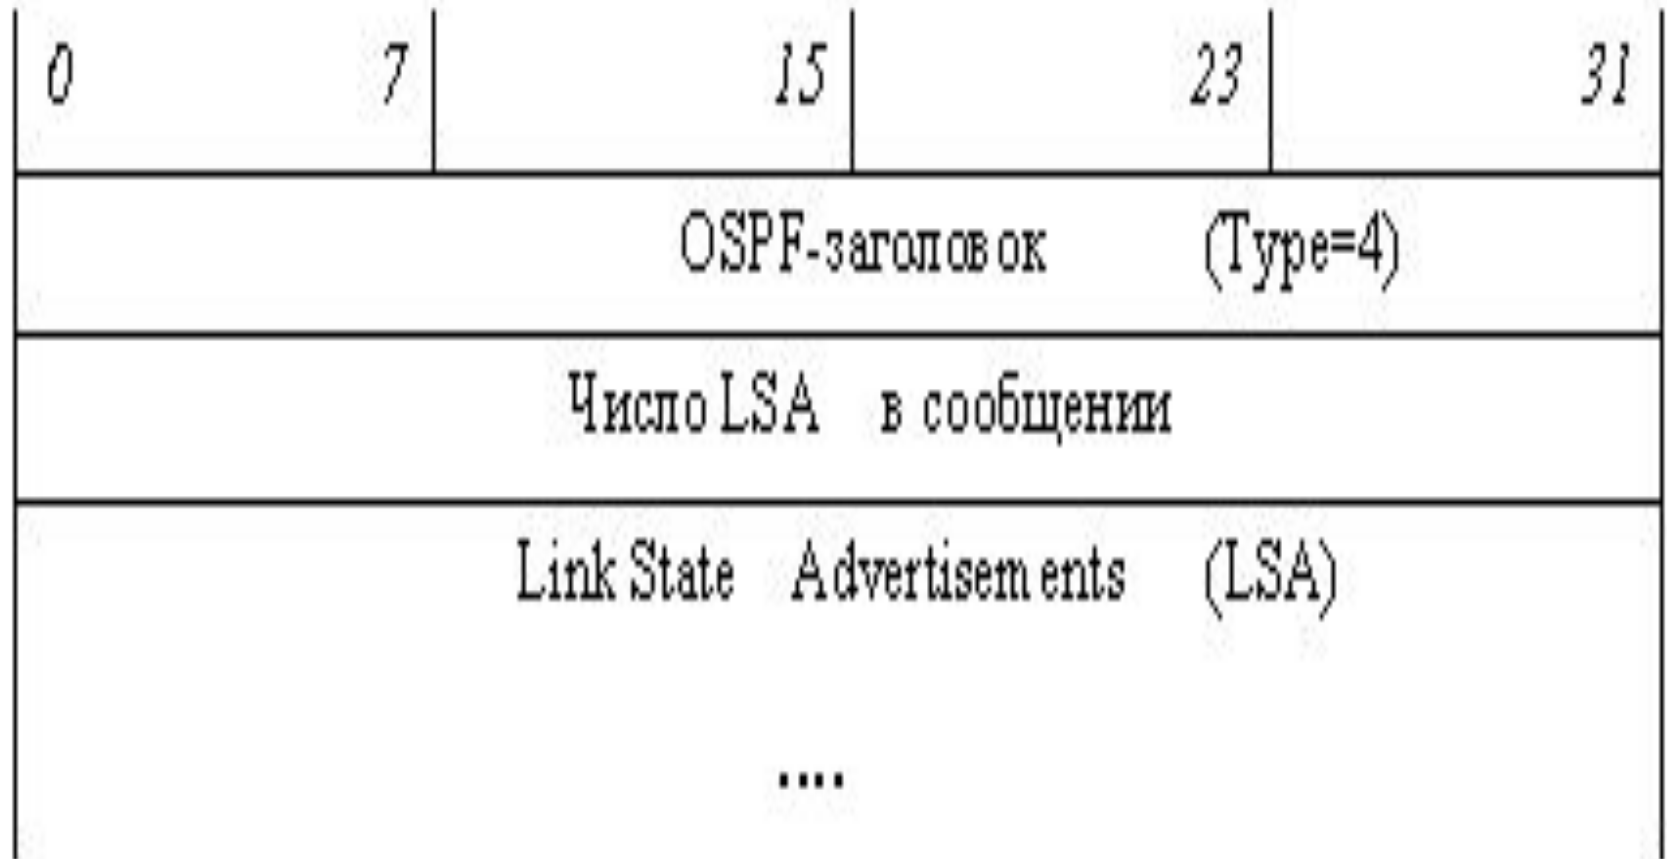 0 7 15 23 31
OSPF-заголовок (Type=4)
Число LSA в сообщении
Link State Advertisements (LSA)
....